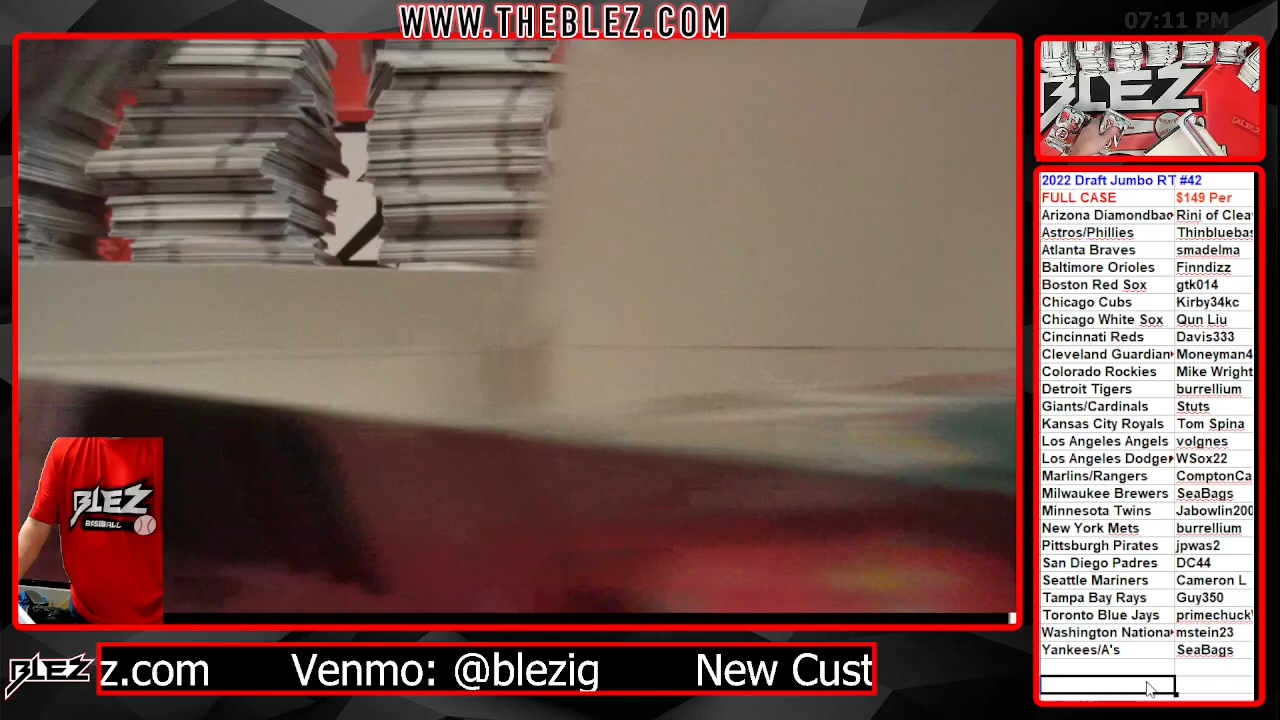 WWW.THEBLEZ.COM
07:11 PM
BLEZ
2022 Draft Jumbo RT #42
FULL CASE $149 Per
Arizona Diamondba Rini of Clea
Astros/Phillies Thinbluebas
Atlanta Braves smadelma
Baltimore Orioles Finndizz
Boston Red Sox gtk014
Chicago Cubs Kirby34kc
Chicago White Sox Qun Liu
Cincinnati Reds Davis333
Cleveland Guardian Moneyman4
Colorado Rockies Mike Wright
Detroit Tigers burrellium
Giants/Cardinals Stuts
Kansas City Royals Tom Spina
Los Angeles Angels volgnes
Los Angeles Dodge WSox22
Marlins/Rangers ComptonCa
Milwaukee Brewers SeaBags
Minnesota Twins Jabowlin200
New York Mets burrellium
Pittsburgh Pirates jpwas2
San Diego Padres DC44
Seattle Mariners Cameron L
Tampa Bay Rays Guy350
Toronto Blue Jays primechuck
Washington Nationa mstein23
Yankees/A's SeaBags
BLEZ
BASEBALL
BLEZ
z.com Venmo: @blezig New Cust